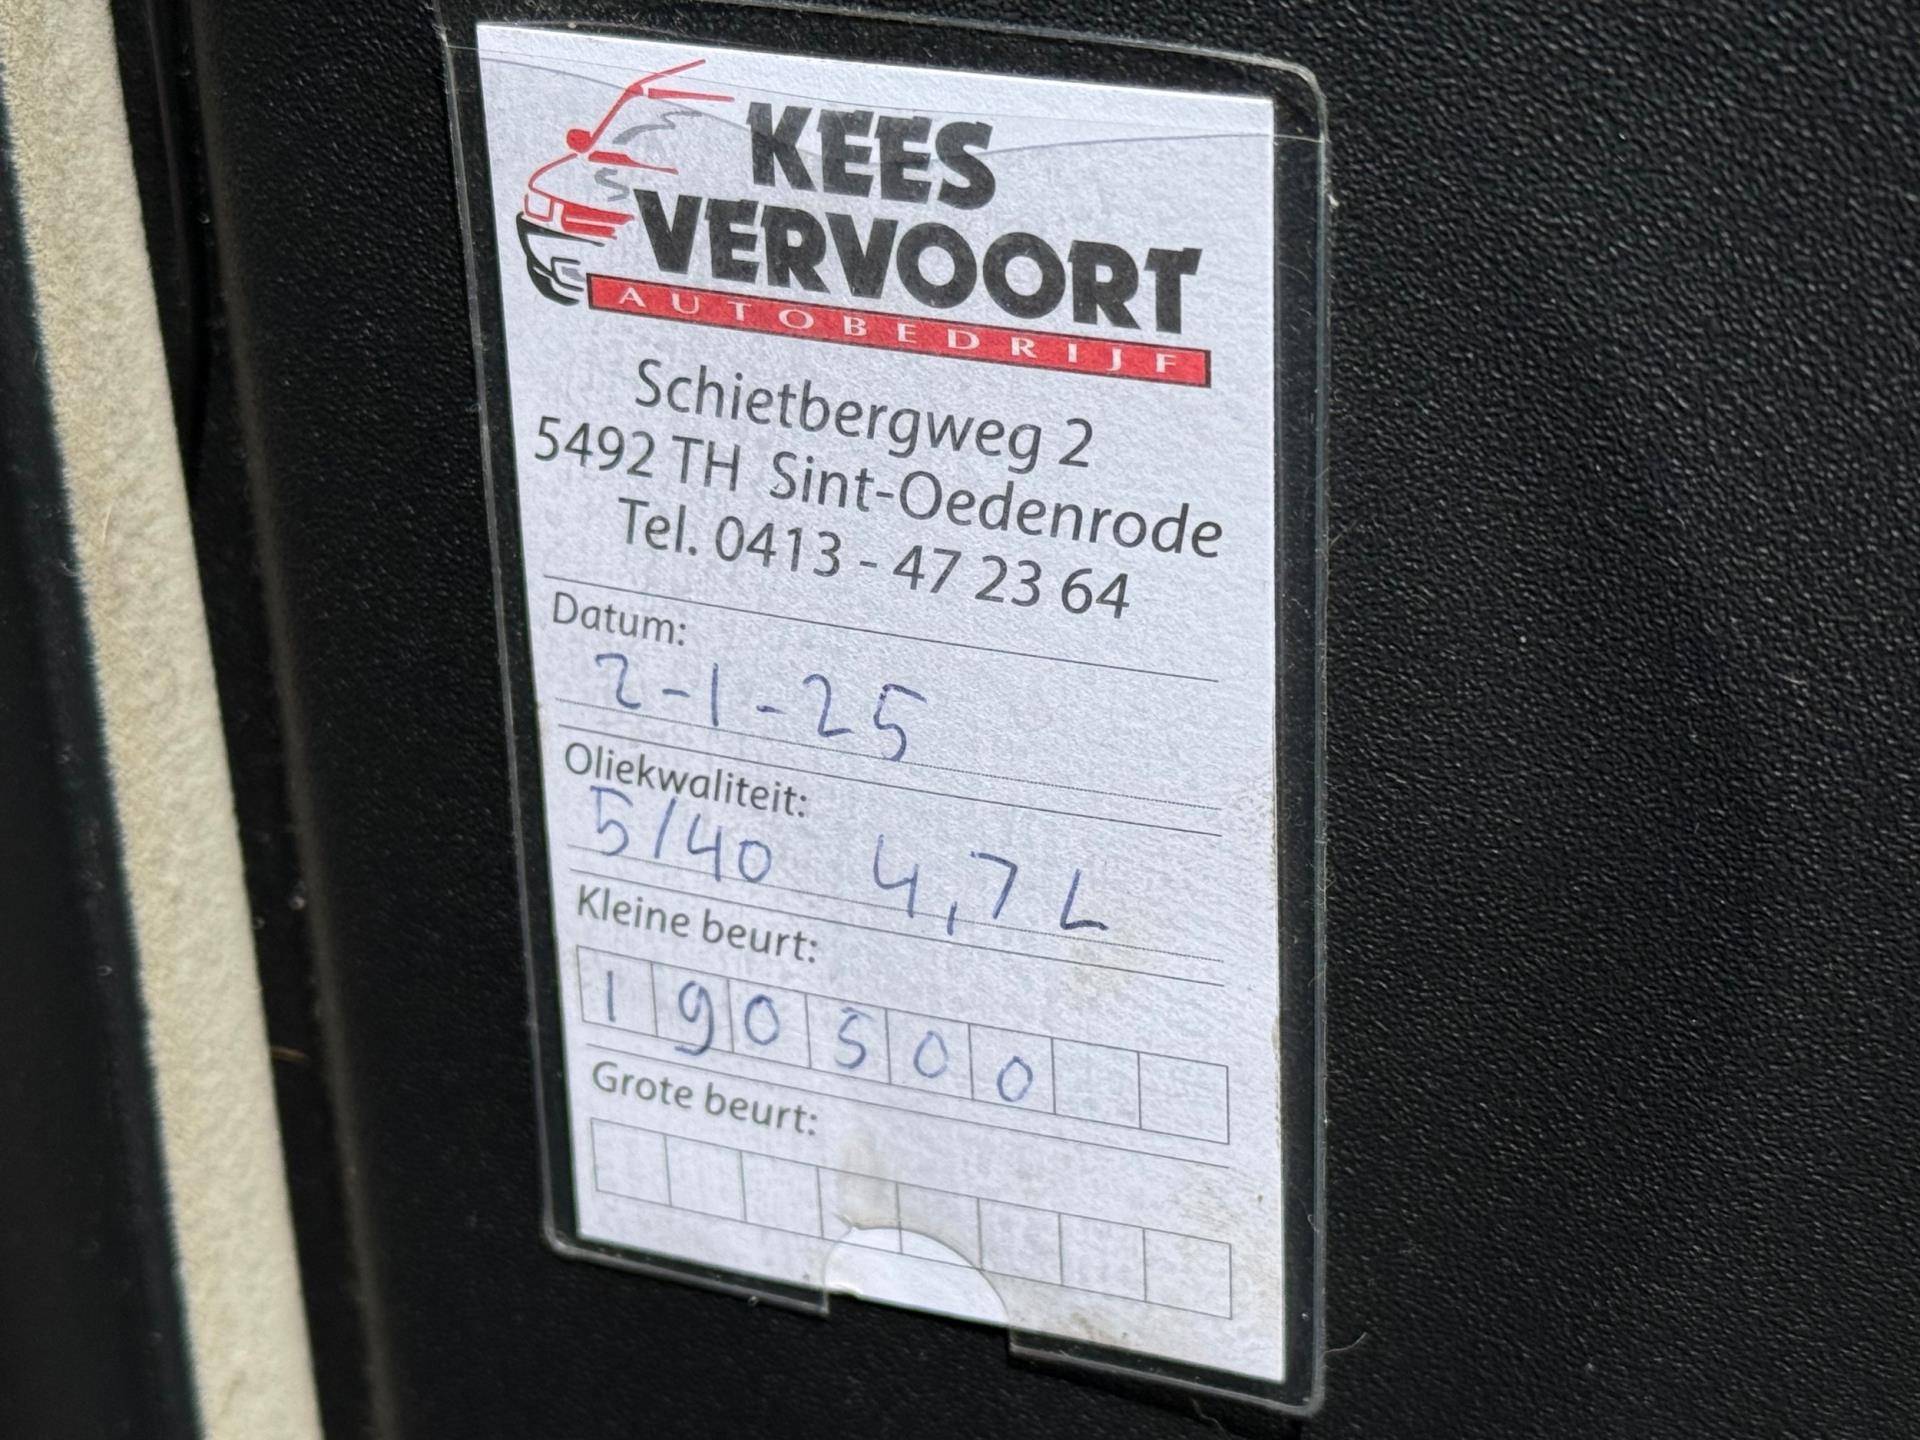 KEES
VERVOORT
AUTOBEDRIJF
Schietbergweg 2
5492 TH Sint-Oedenrode
Tel. 0413 - 47 23 64
Datum:
2-1-25
Oliekwaliteit:
5/40 4,7 L
Kleine beurt:
190500
Grote beurt: